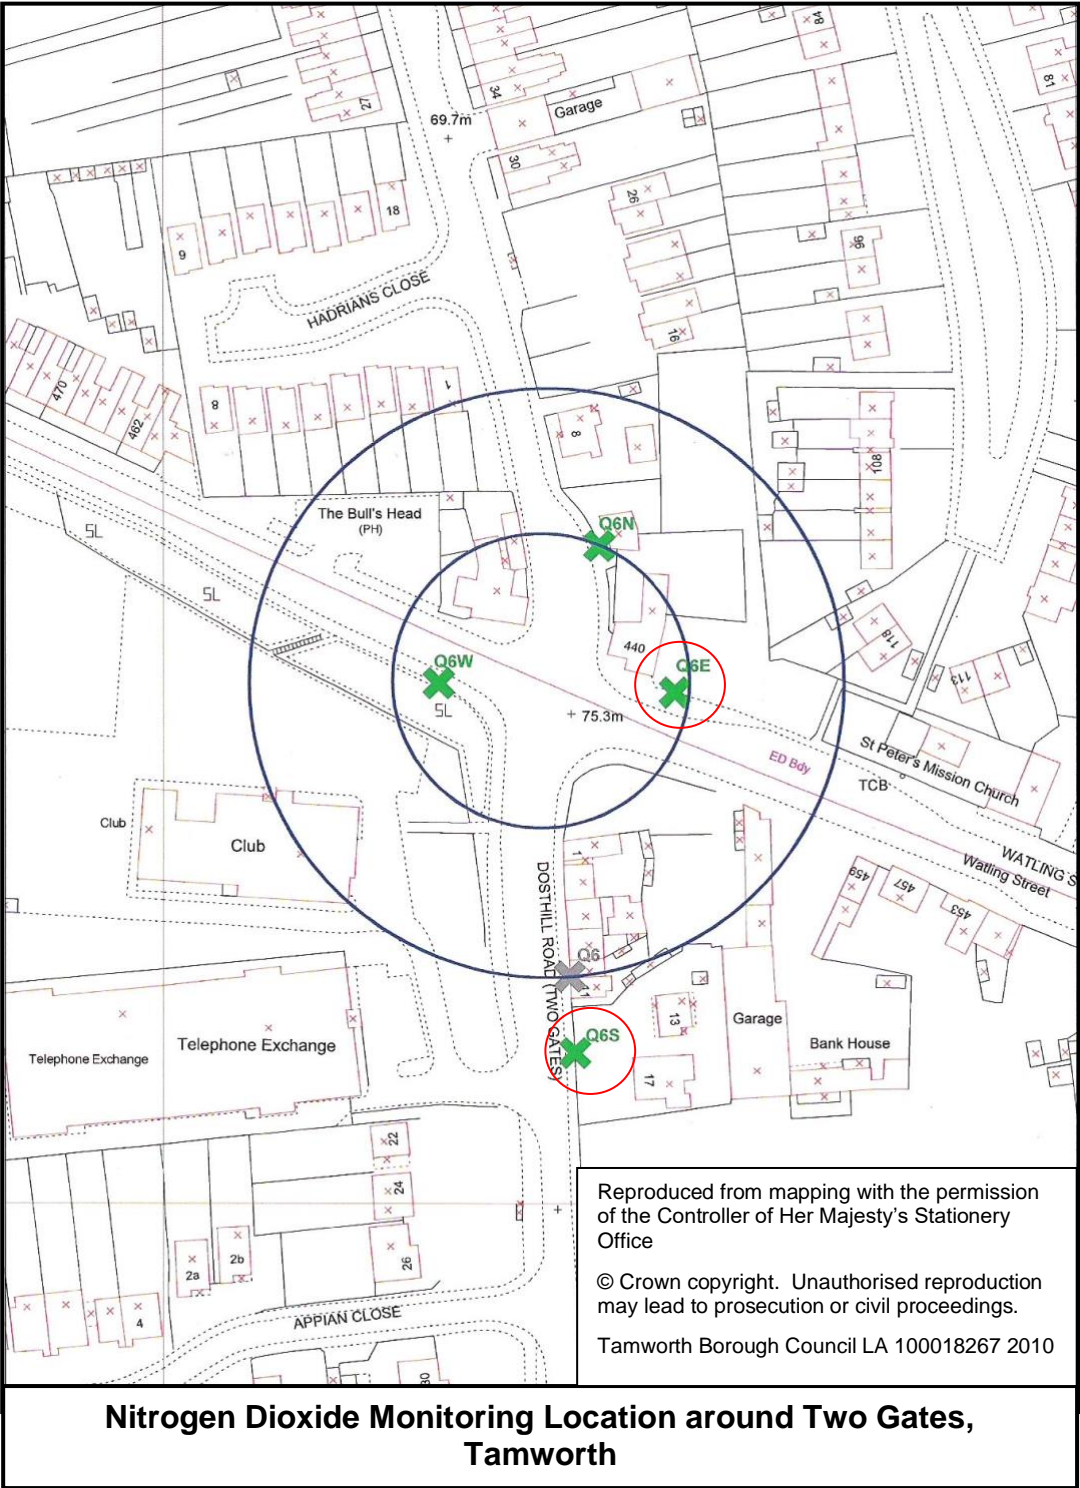 84
81
27
34
Garage
69.7m
30
18
26
9
96
HADRIANS CLOSE
16
470
462
8
1
8
108
The Bull's Head
(PH)
Q6N
SL
SL
440
118
Q6W
Q6E
113
SL
75.3m
ED Bdy
St Peter's Mission Church
TCB
Club
Club
1
WATLING S
Watling Street
459
457
453
DOSTHILL ROAD (TWO GATES)
Q6
11
13
Garage
Telephone Exchange
Telephone Exchange
Q6S
Bank House
17
22
24
2b
2a
26
4
APPIAN CLOSE
30
Reproduced from mapping with the permission
of the Controller of Her Majesty's Stationery
Office
© Crown copyright. Unauthorised reproduction
may lead to prosecution or civil proceedings.
Tamworth Borough Council LA 100018267 2010
Nitrogen Dioxide Monitoring Location around Two Gates,
Tamworth